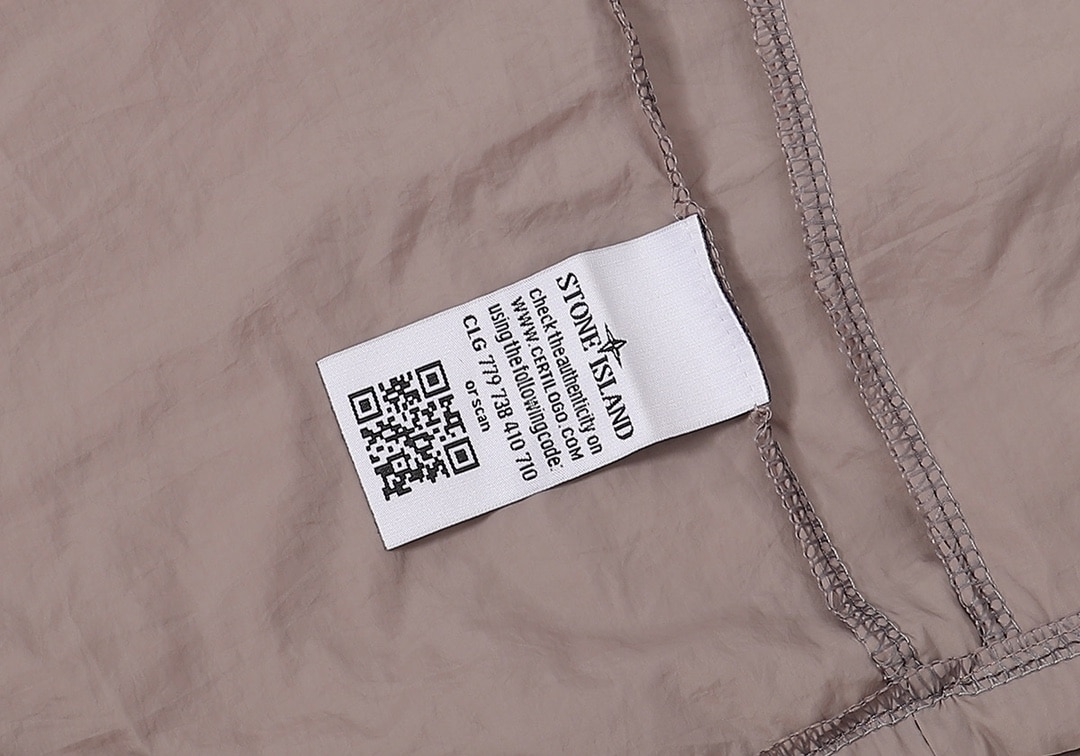 STONE ISLAND
Check the authenticity on
WWW.CERTILOGO.COM
using the following code:
CLG 779 738 410 710
or scan